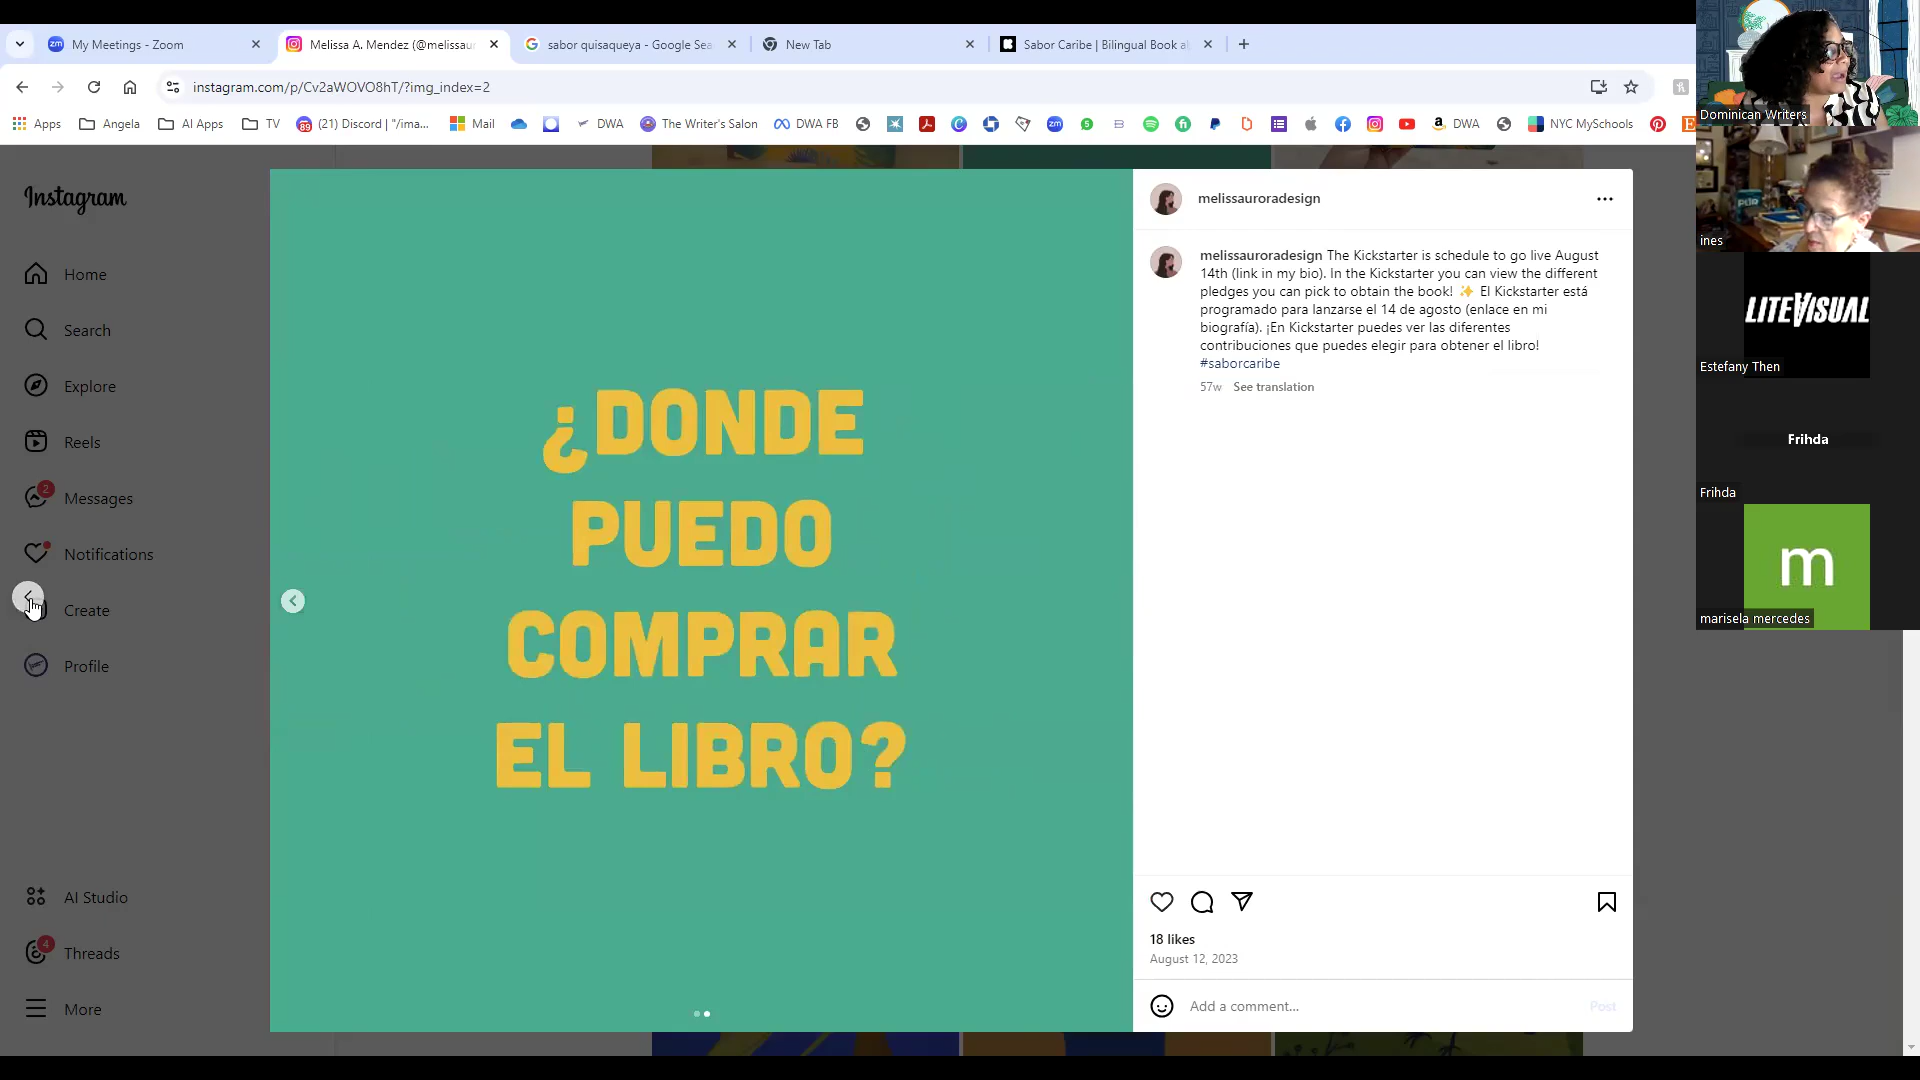 My Meetings - Zoom
Melissa A. Mendez (@melissaur
sabor quisaqueya - Google Sea
New Tab
Sabor Caribe | Bilingual Book a
instagram.com/p/Cv2aWOVO8hT/?img_index=2
Apps
Angela
AI Apps
TV
(21) Discord | "/ima...
Mail
DWA
The Writer's Salon
DWA FB
DWA
NYC MySchools
Instagram
Home
Search
Explore
Reels
2
Messages
Notifications
Create
Profile
AI Studio
4
Threads
More
¿DONDE
PUEDO
COMPRAR
EL LIBRO?
melissauroradesign
melissauroradesign The Kickstarter is schedule to go live August
14th (link in my bio). In the Kickstarter you can view the different
pledges you can pick to obtain the book! ✨ El Kickstarter está
programado para lanzarse el 14 de agosto (enlace en mi
biografía). ¡En Kickstarter puedes ver las diferentes
contribuciones que puedes elegir para obtener el libro!
#saborcaribe
57w See translation
18 likes
August 12, 2023
Add a comment...
Post
Dominican Writers
ines
LITEVISUAL
Estefany Then
Frihda
Frihda
m
marisela mercedes